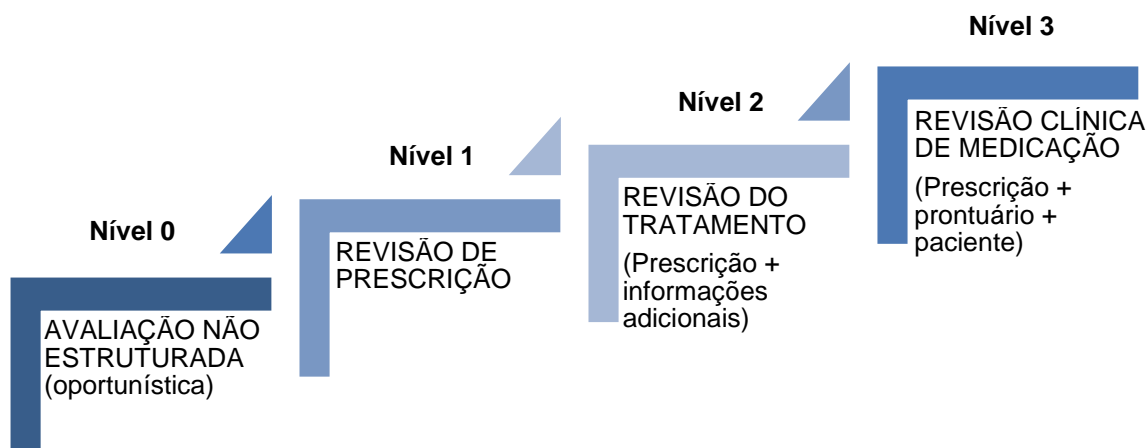 Nível 0
AVALIAÇÃO NÃO
ESTRUTURADA
(oportunística)
Nível 1
REVISÃO DE
PRESCRIÇÃO
Nível 2
REVISÃO DO
TRATAMENTO
(Prescrição +
informações
adicionais)
Nível 3
REVISÃO CLÍNICA
DE MEDICAÇÃO
(Prescrição +
prontuário +
paciente)